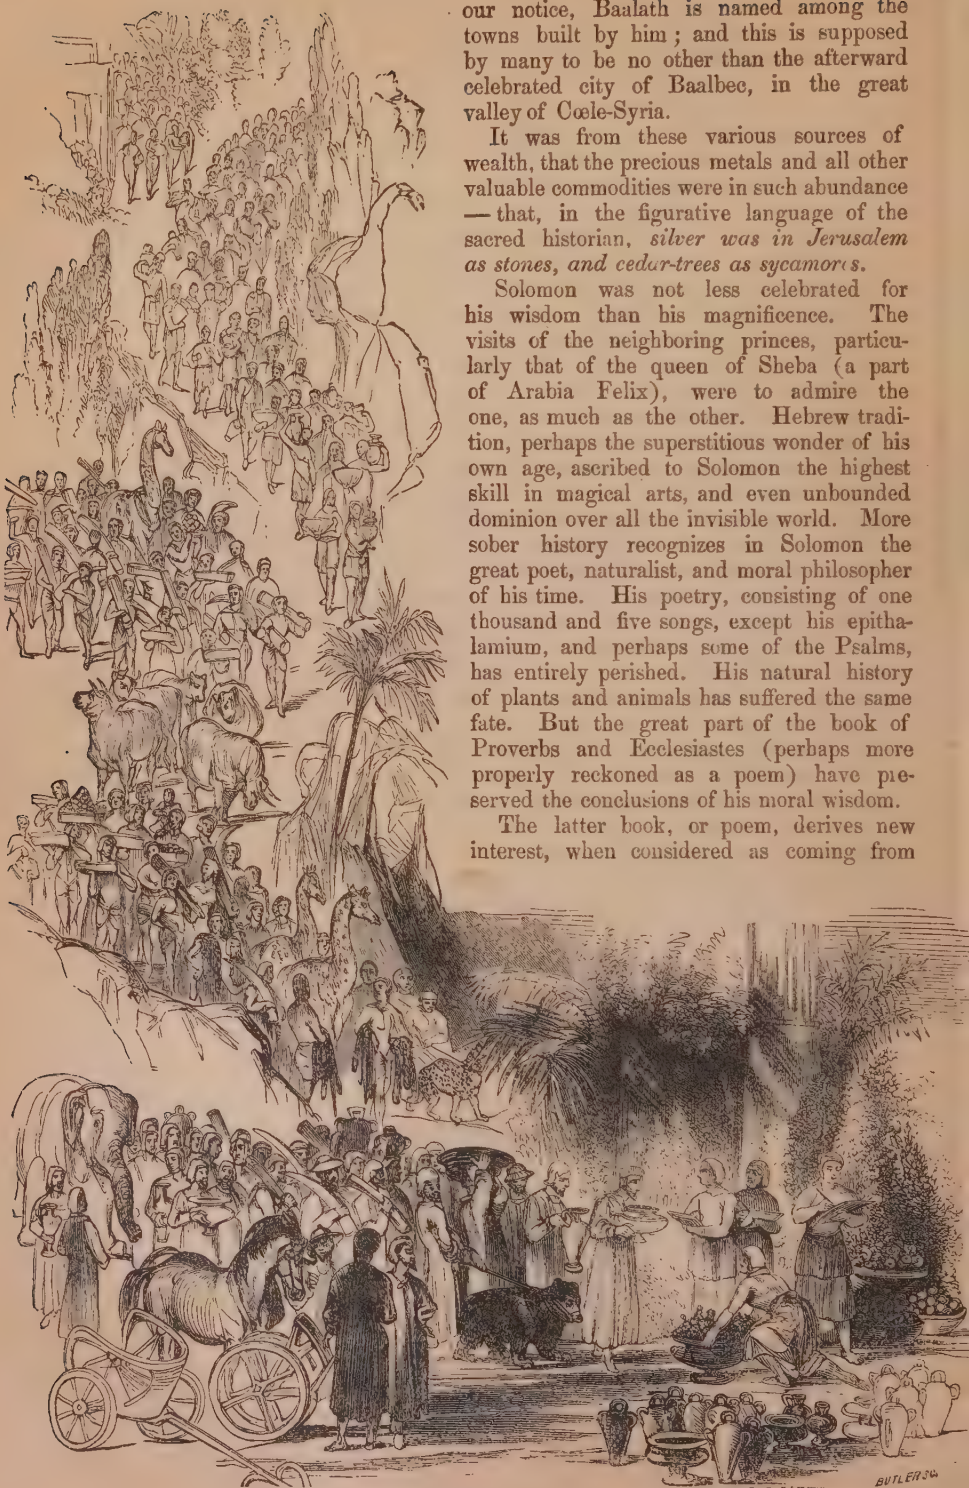 our notice, Baalath is named among the
towns built by him; and this is supposed
by many to be no other than the afterward
celebrated city of Baalbec, in the great
valley of Cœle-Syria.
It was from these various sources of
wealth, that the precious metals and all other
valuable commodities were in such abundance
— that, in the figurative language of the
sacred historian, silver was in Jerusalem
as stones, and cedar-trees as sycamores.
Solomon was not less celebrated for
his wisdom than his magnificence. The
visits of the neighboring princes, particu-
larly that of the queen of Sheba (a part
of Arabia Felix), were to admire the
one, as much as the other. Hebrew tradi-
tion, perhaps the superstitious wonder of his
own age, ascribed to Solomon the highest
skill in magical arts, and even unbounded
dominion over all the invisible world. More
sober history recognizes in Solomon the
great poet, naturalist, and moral philosopher
of his time. His poetry, consisting of one
thousand and five songs, except his epitha-
lamium, and perhaps some of the Psalms,
has entirely perished. His natural history
of plants and animals has suffered the same
fate. But the great part of the book of
Proverbs and Ecclesiastes (perhaps more
properly reckoned as a poem) have pre-
served the conclusions of his moral wisdom.
The latter book, or poem, derives new
interest, when considered as coming from